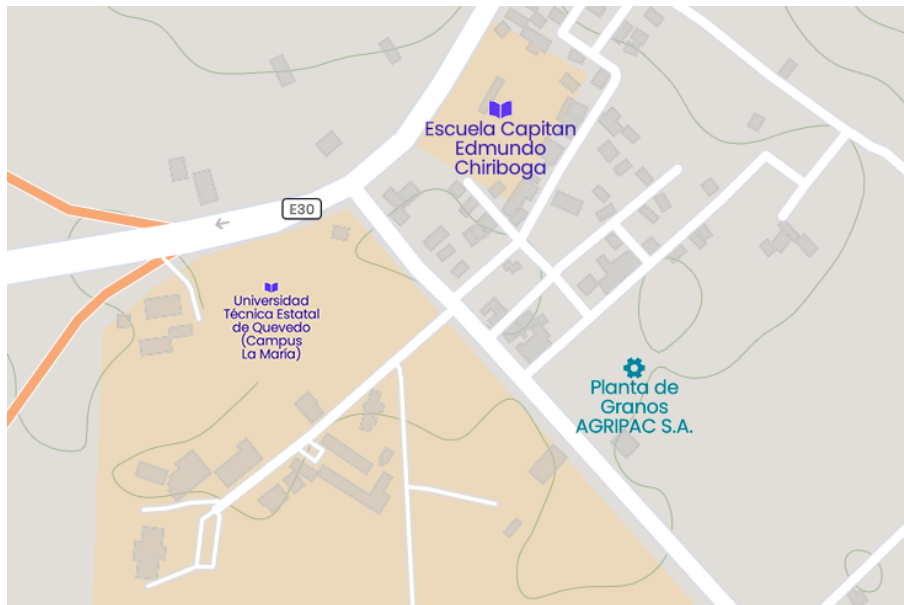 Escuela Capitan
Edmundo
Chiriboga
E30
Universidad
Técnica Estatal
de Quevedo
(Campus
La María)
Planta de
Granos
AGRIPAC S.A.